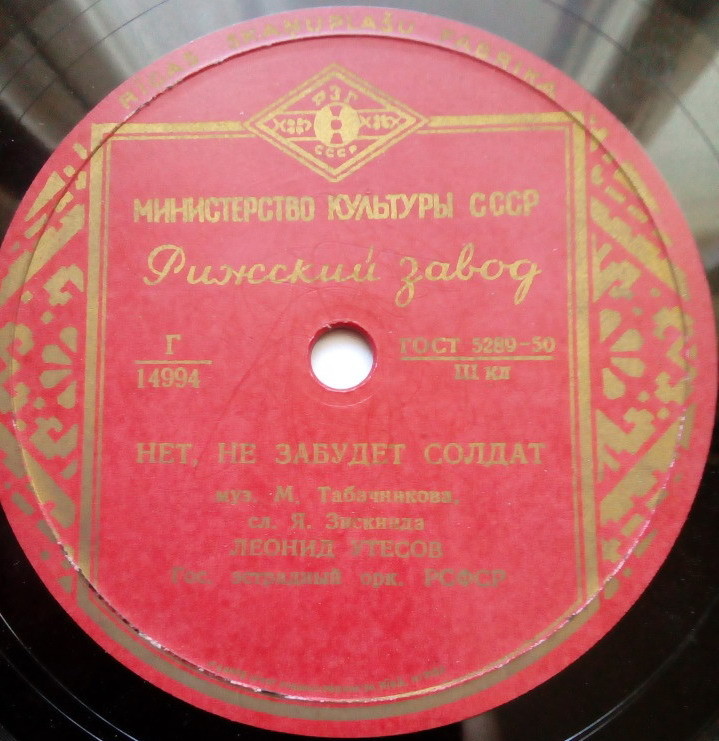 RĪGAS SKAŅUPLAŠU FABRIKA
РЗГ
СССР
МИНИСТЕРСТВО КУЛЬТУРЫ СССР
Рижский завод
Г
14994
ГОСТ 5289-50
III кл
НЕТ, НЕ ЗАБУДЕТ СОЛДАТ
муз. М. Табачникова,
сл. Я. Зискинда
ЛЕОНИД УТЕСОВ
Гос. эстрадный орк. РСФСР